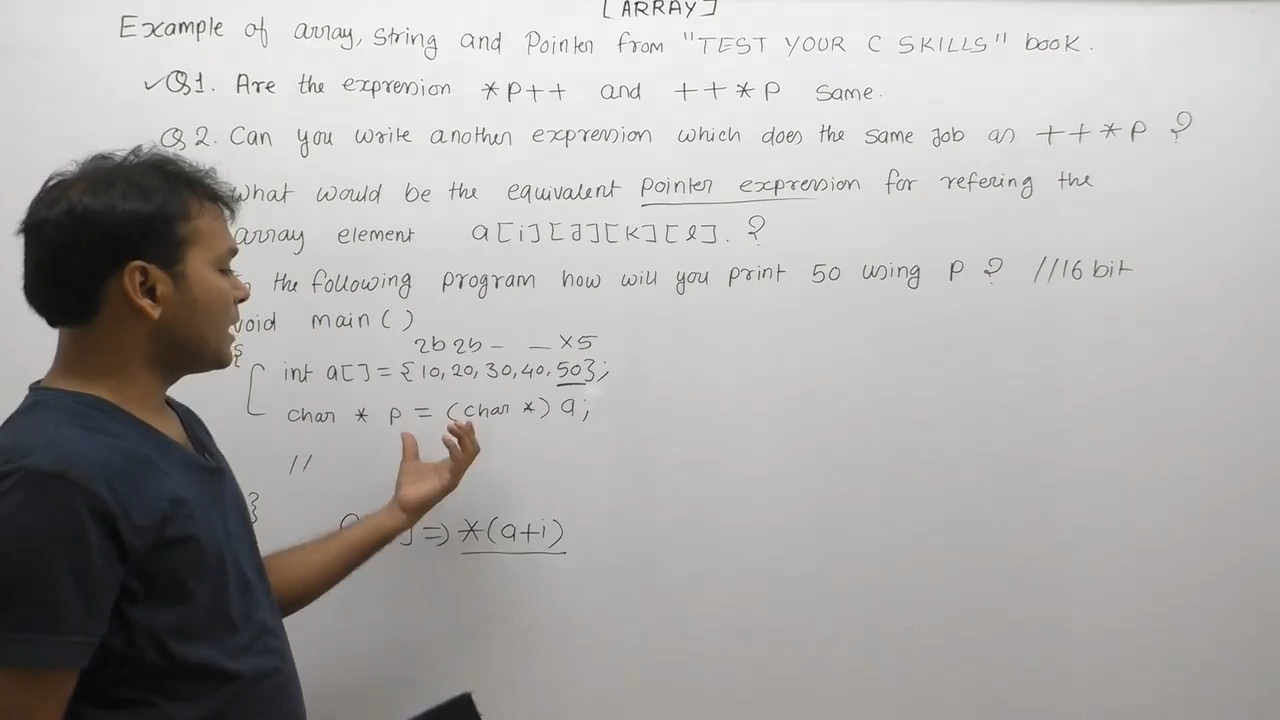 [ARRAY]
Example of array, string and Pointer from "TEST YOUR C SKILLS" book.
✓Q1. Are the expression *P++ and ++*P same.
Q2. Can you write another expression which does the same job as ++*P ?
what would be the equivalent pointer expression for refering the
array element a[i][j][k][l]. ?
the following program how will you print 50 using P ? //16 bit
void main()
{
2b 2b - - x5
int a[] = {10, 20, 30, 40, 50};
char * p = (char *) a;
//
}
] => *(a+i)